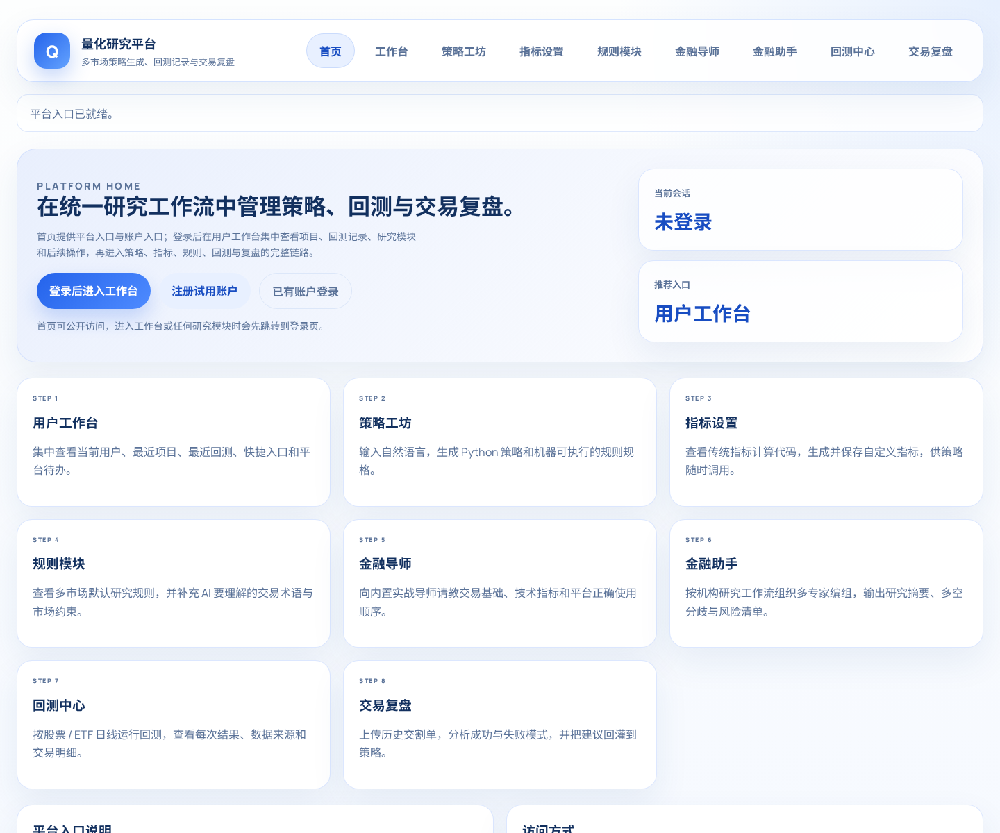 Q
量化研究平台
多市场策略生成、回测记录与交易复盘
首页
工作台
策略工坊
指标设置
规则模块
金融导师
金融助手
回测中心
交易复盘
平台入口已就绪。
PLATFORM HOME
在统一研究工作流中管理策略、回测与交易复盘。
首页提供平台入口与账户入口；登录后在用户工作台集中查看项目、回测记录、研究模块
和后续操作，再进入策略、指标、规则、回测与复盘的完整链路。
登录后进入工作台
注册试用账户
已有账户登录
首页可公开访问，进入工作台或任何研究模块时会先跳转到登录页。
当前会话
未登录
推荐入口
用户工作台
STEP 1
用户工作台
集中查看当前用户、最近项目、最近回测、快捷入口和平
台待办。
STEP 2
策略工坊
输入自然语言，生成 Python 策略和机器可执行的规则规
格。
STEP 3
指标设置
查看传统指标计算代码，生成并保存自定义指标，供策略
随时调用。
STEP 4
规则模块
查看多市场默认研究规则，并补充 AI 要理解的交易术语与
市场约束。
STEP 5
金融导师
向内置实战导师请教交易基础、技术指标和平台正确使用
顺序。
STEP 6
金融助手
按机构研究工作流组织多专家编组，输出研究摘要、多空
分歧与风险清单。
STEP 7
回测中心
按股票 / ETF 日线运行回测，查看每次结果、数据来源和
交易明细。
STEP 8
交易复盘
上传历史交割单，分析成功与失败模式，并把建议回灌到
策略。
平台入口说明
访问方式